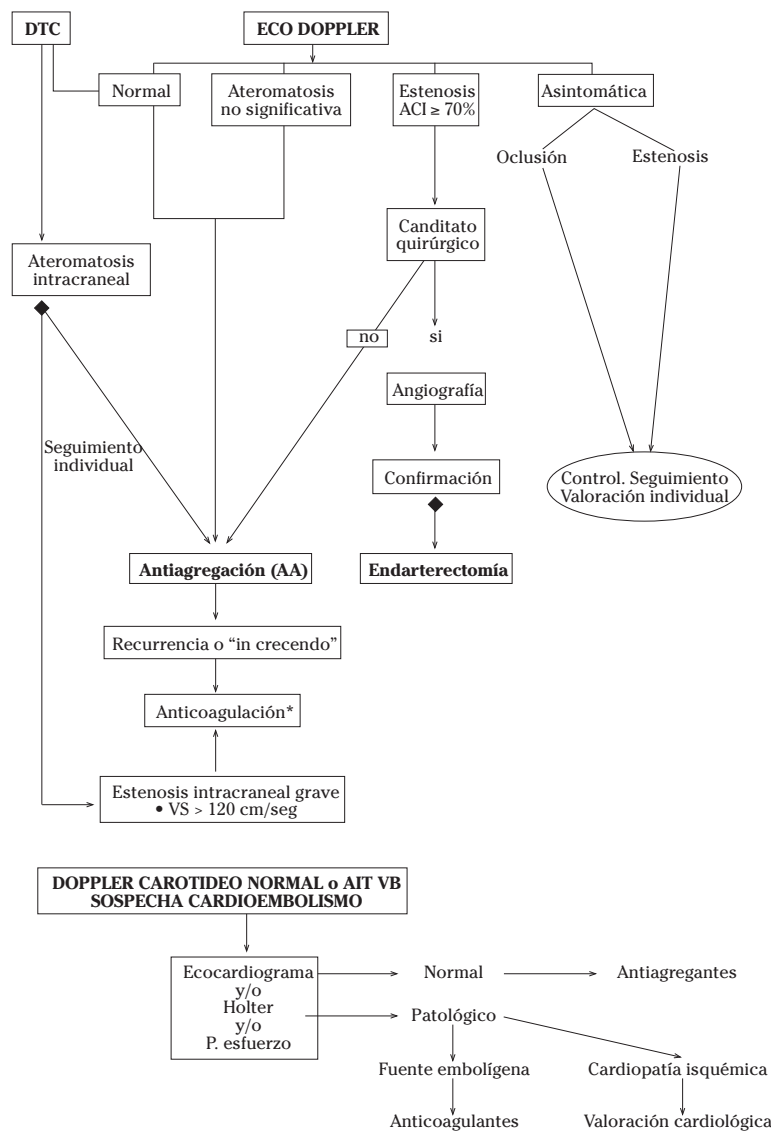 DTC
ECO DOPPLER
Normal
Ateromatosis
no significativa
Estenosis
ACI ≥ 70%
Asintomática
Oclusión
Estenosis
Canditato
quirúrgico
Ateromatosis
intracraneal
no
si
Angiografía
Seguimiento
individual
Confirmación
Control. Seguimiento
Valoración individual
Antiagregación (AA)
Endarterectomía
Recurrencia o “in crecendo”
Anticoagulación*
Estenosis intracraneal grave
• VS > 120 cm/seg
DOPPLER CAROTIDEO NORMAL o AIT VB
SOSPECHA CARDIOEMBOLISMO
Ecocardiograma
y/o
Holter
y/o
P. esfuerzo
Normal
Antiagregantes
Patológico
Fuente embolígena
Cardiopatía isquémica
Anticoagulantes
Valoración cardiológica